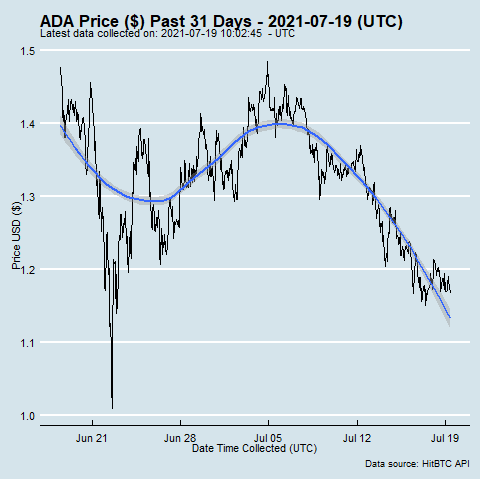 ADA Price ($) Past 31 Days - 2021-07-19 (UTC)
Latest data collected on: 2021-07-19 10:02:45 - UTC
1.5
1.4
1.3
1.2
1.1
1.0
Price USD ($)
Jun 21
Jun 28
Jul 05
Jul 12
Jul 19
Date Time Collected (UTC)
Data source: HitBTC API